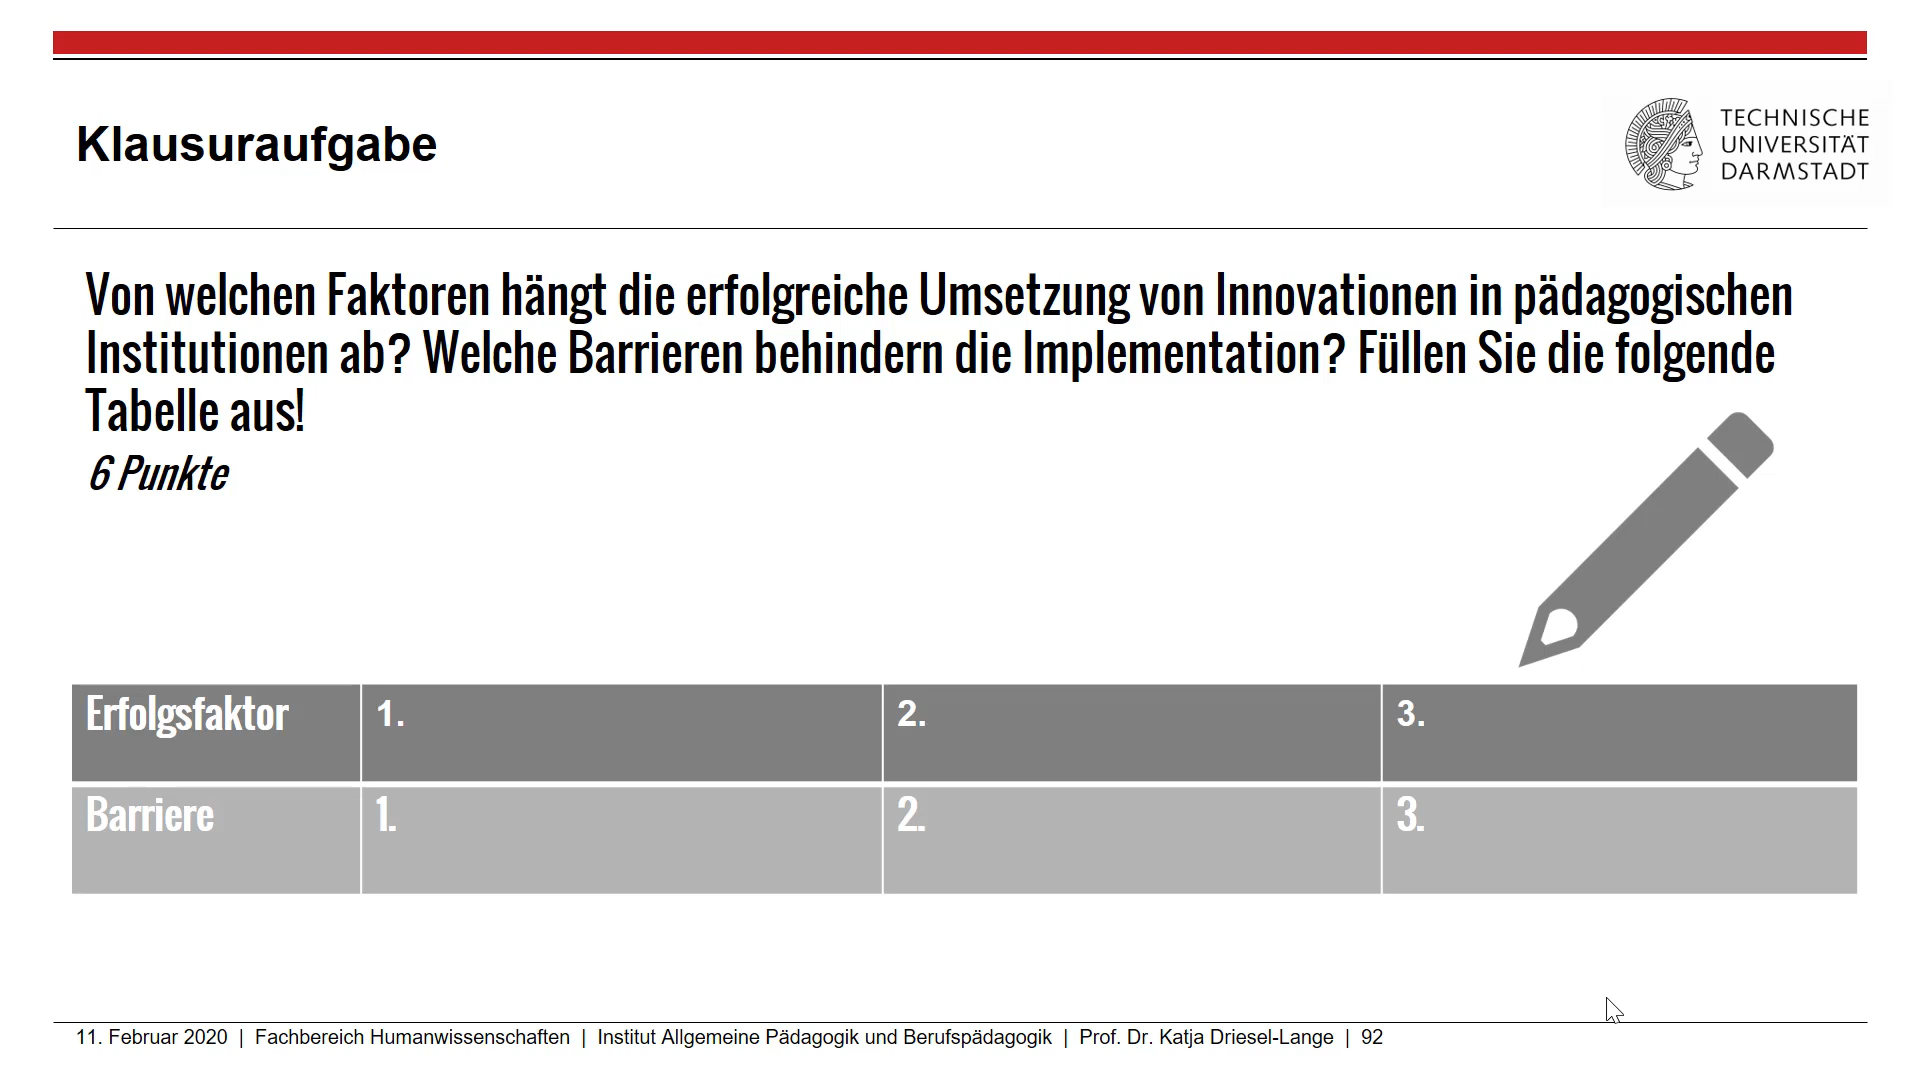 Klausuraufgabe
TECHNISCHE
UNIVERSITÄT
DARMSTADT
Von welchen Faktoren hängt die erfolgreiche Umsetzung von Innovationen in pädagogischen
Institutionen ab? Welche Barrieren behindern die Implementation? Füllen Sie die folgende
Tabelle aus!
6 Punkte
Erfolgsfaktor 1. 2. 3.
Barriere 1. 2. 3.
11. Februar 2020 | Fachbereich Humanwissenschaften | Institut Allgemeine Pädagogik und Berufspädagogik | Prof. Dr. Katja Driesel-Lange | 92